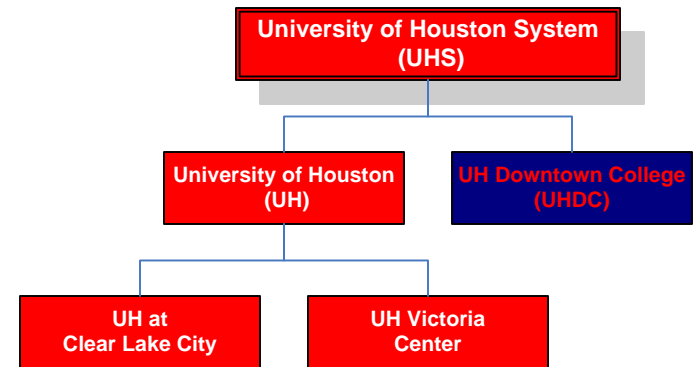 University of Houston System
(UHS)
University of Houston
(UH)
UH Downtown College
(UHDC)
UH at
Clear Lake City
UH Victoria
Center